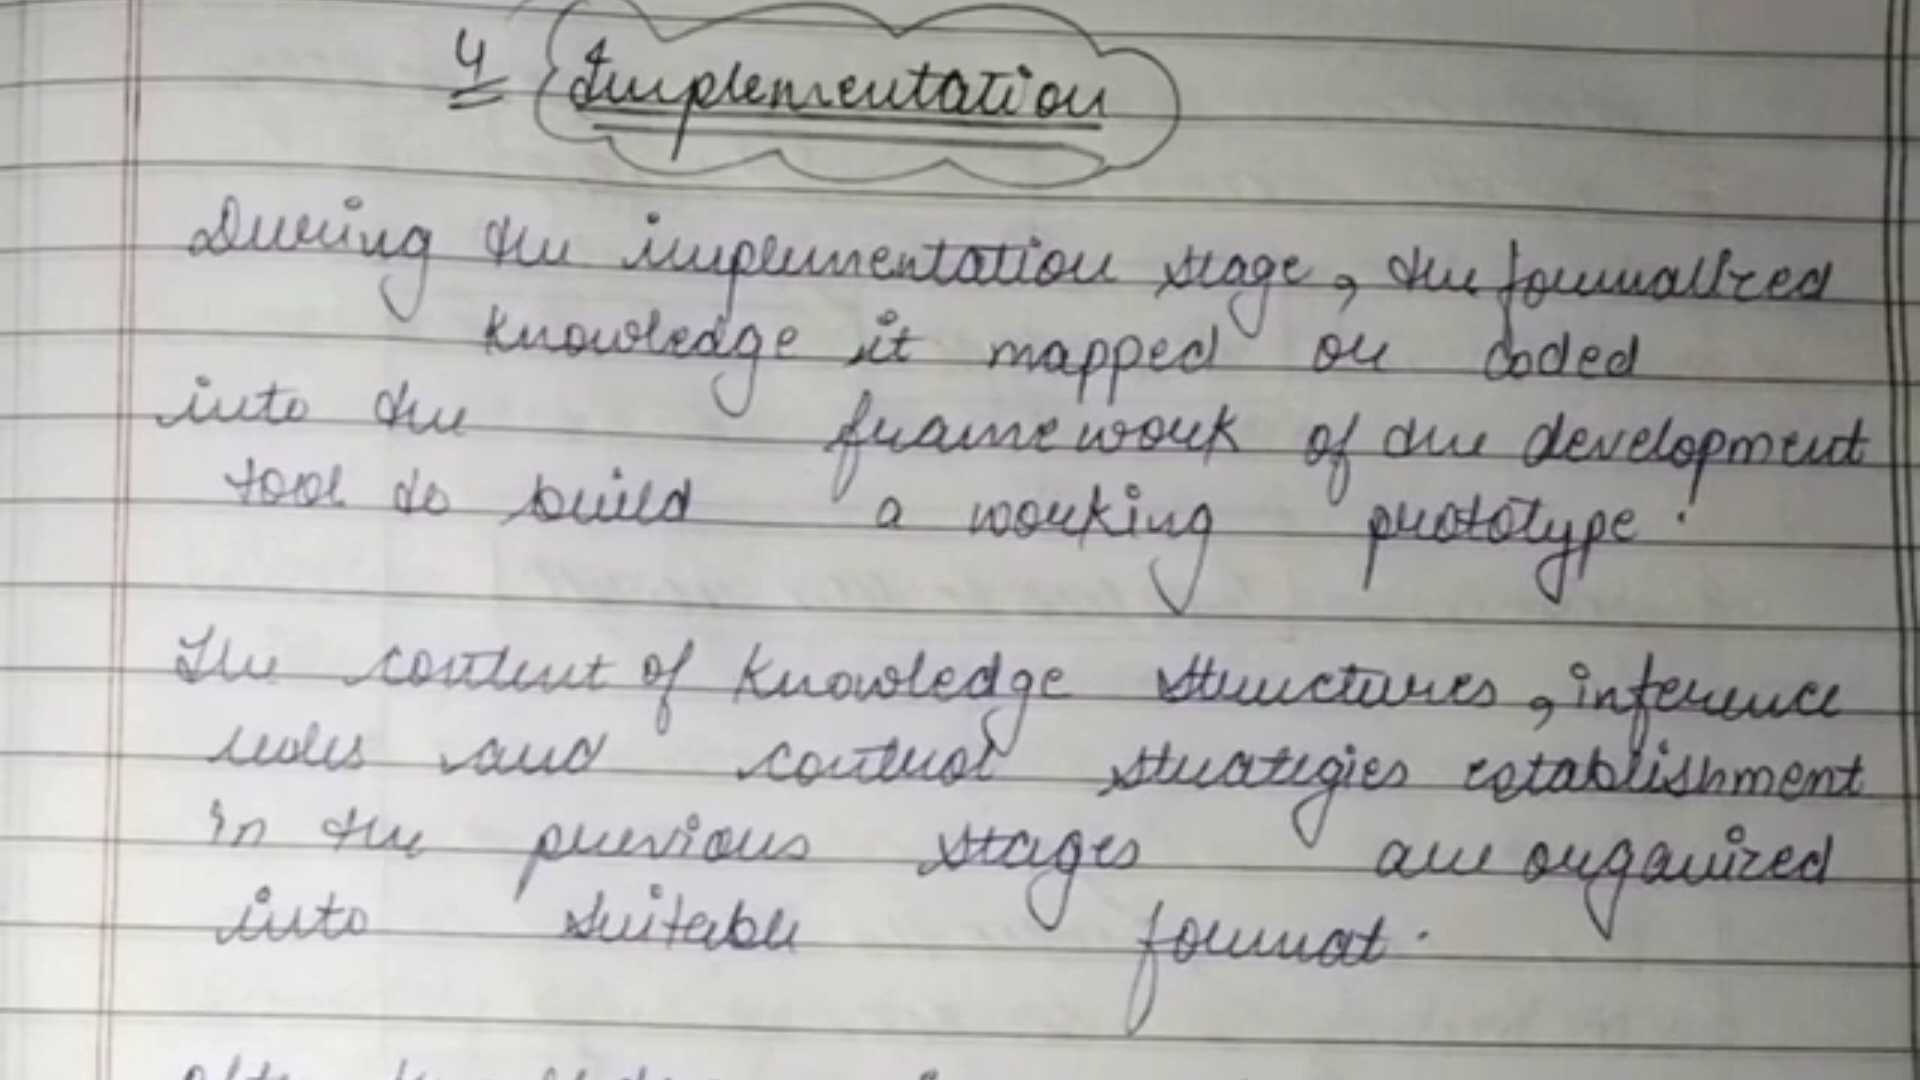 4 Implementation
During the implementation stage, the formalized
knowledge it mapped or coded
into the framework of the development
tool to build a working prototype.
The content of knowledge structures, inference
rules and control strategies establishment
in the previous stages are organized
into suitable format.